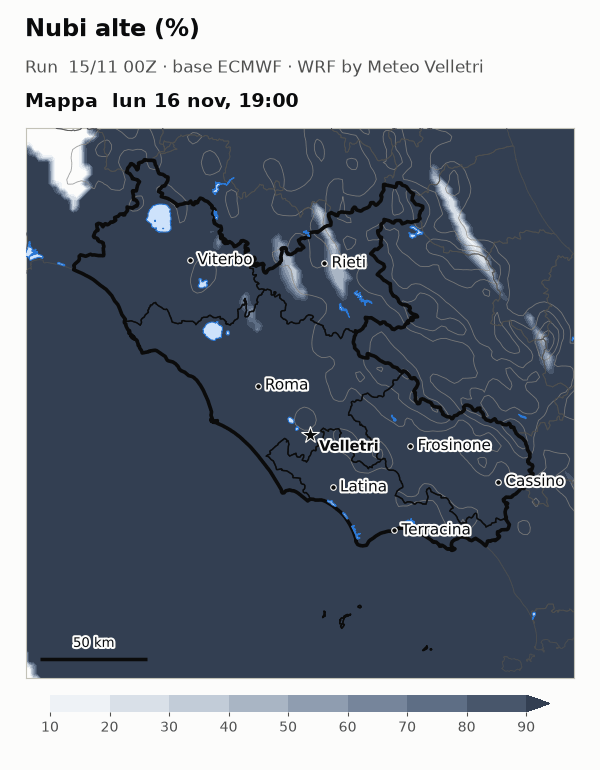 Nubi alte (%)
Run  15/11 00Z · base ECMWF · WRF by Meteo Velletri
Mappa  lun 16 nov, 19:00
Viterbo
Rieti
Roma
Velletri
Frosinone
Latina
Cassino
Terracina
50 km
10 20 30 40 50 60 70 80 90